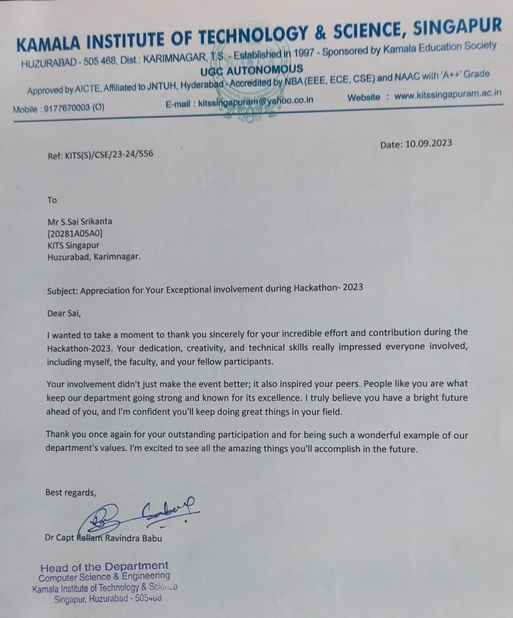 KAMALA INSTITUTE OF TECHNOLOGY & SCIENCE, SINGAPUR
HUZURABAD - 505 468, Dist.: KARIMNAGAR, T.S. - Established in 1997 - Sponsored by Kamala Education Society
UGC AUTONOMOUS
Approved by AICTE, Affiliated to JNTUH, Hyderabad - Accredited by NBA (EEE, ECE, CSE) and NAAC with 'A++' Grade
Mobile : 9177670003 (O) E-mail : kitssingapuram@yahoo.co.in Website : www.kitssingapuram.ac.in
Ref: KITS(S)/CSE/23-24/556 Date: 10.09.2023
To
Mr S.Sai Srikanta
[20281A05A0]
KITS Singapur
Huzurabad, Karimnagar.
Subject: Appreciation for Your Exceptional involvement during Hackathon- 2023
Dear Sai,
I wanted to take a moment to thank you sincerely for your incredible effort and contribution during the
Hackathon-2023. Your dedication, creativity, and technical skills really impressed everyone involved,
including myself, the faculty, and your fellow participants.
Your involvement didn't just make the event better; it also inspired your peers. People like you are what
keep our department going strong and known for its excellence. I truly believe you have a bright future
ahead of you, and I'm confident you'll keep doing great things in your field.
Thank you once again for your outstanding participation and for being such a wonderful example of our
department's values. I'm excited to see all the amazing things you'll accomplish in the future.
Best regards,
Dr Capt Kallam Ravindra Babu
Head of the Department
Computer Science & Engineering
Kamala Institute of Technology & Science
Singapur, Huzurabad - 505468